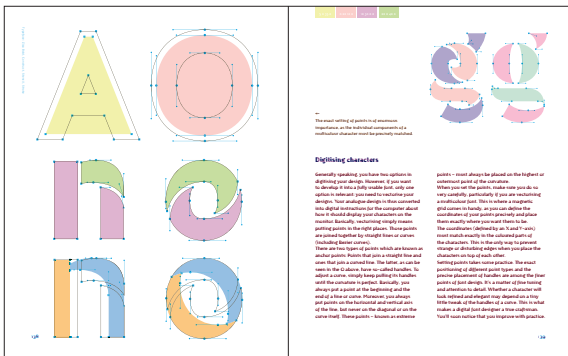 A
O
n
o
n
o
136
g
g
The exact setting of points is of enormous
importance, as the individual components of a
multicolour character must be precisely matched.
Digitising characters
Generally speaking, you have two options in
digitising your design. However, if you want
to develop it into a fully usable font, only one
option is relevant: you need to vectorise your
designs. Your analogue design is thus converted
into digital instructions for the computer about
how it should display your characters on the
monitor. Basically, vectorising simply means
putting points in the right places. Those points
are joined together by straight lines or curves
(including Bézier curves).
There are two types of points which are known as
anchor points. Points that join a straight line and
ones that join a curved line. The latter, as can be
seen in the G above, have so-called handles. To
adjust a curve, simply keep pulling its handles
until the curvature is perfect. Basically, you
always put a point at the beginning and the
end of a line or curve. Moreover, you always
put points on the horizontal and vertical axis
of the line, but never on the diagonal or on the
curve itself. These points – known as extreme
points – must always be placed on the highest or
outermost point of the curvature.
When you set the points, make sure you do so
very carefully, particularly if you are vectorising
a multicolour font. This is where a magnetic
grid comes in handy, as you can define the
coordinates of your points precisely and place
them exactly where you want them to be.
The coordinates (defined by an X and Y-axis)
must match exactly in the coloured parts of
the characters. This is the only way to prevent
strange or disturbing edges when you place the
characters on top of each other.
Setting points takes some practice. The exact
positioning of different point types and the
precise placement of handles are among the finer
points of font design. It's a matter of fine tuning
and attention to detail. Whether a character will
look refined and elegant may depend on a tiny
little tweak of the handles of a curve. This is what
makes a digital font designer a true craftsman.
You'll soon notice that you improve with practice.